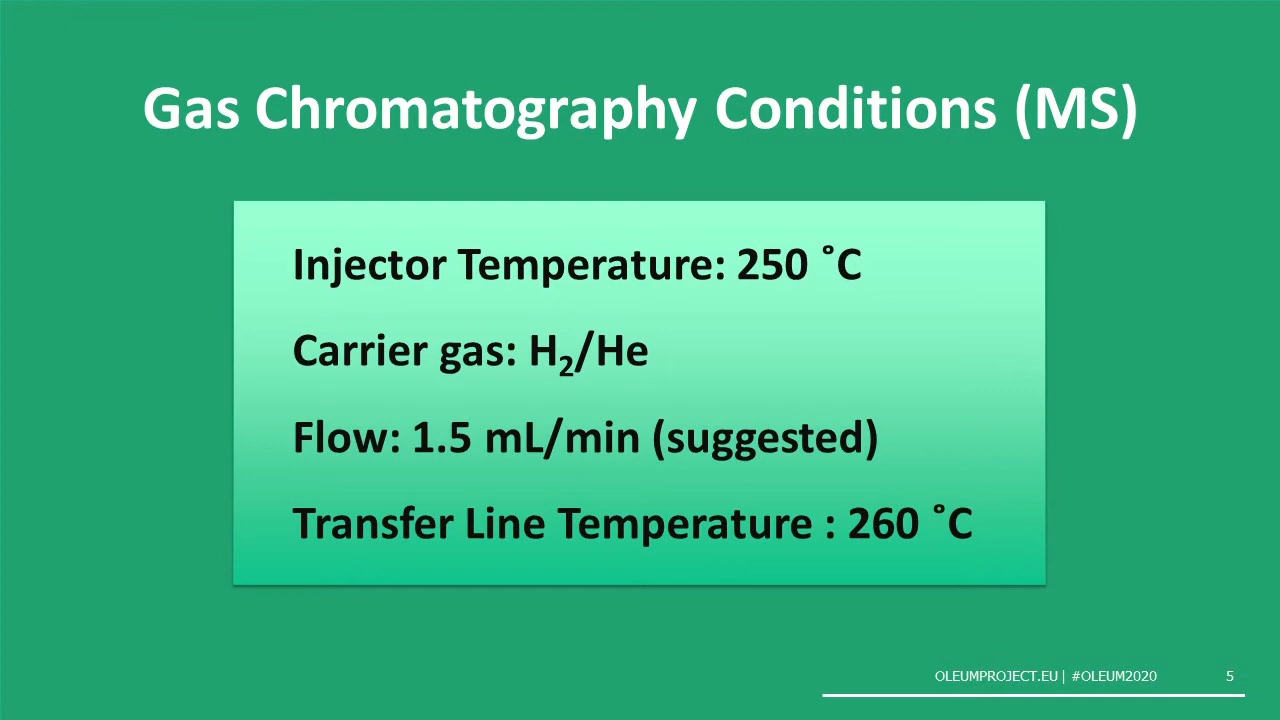 Gas Chromatography Conditions (MS)
Injector Temperature: 250 ˚C
Carrier gas: H₂/He
Flow: 1.5 mL/min (suggested)
Transfer Line Temperature : 260 ˚C
OLEUMPROJECT.EU | #OLEUM2020 5